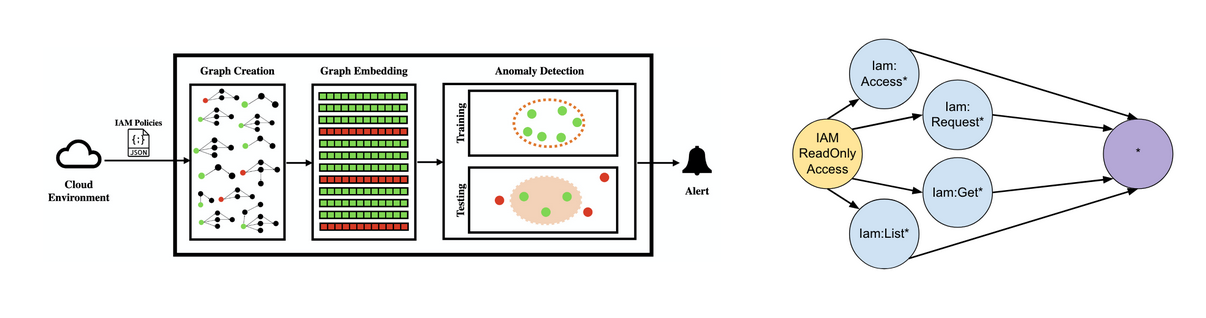 Graph Creation
Graph Embedding
Anomaly Detection
IAM Policies
{;}
JSON
Cloud
Environment
Training
Testing
Alert
Iam:
Access*
Iam:
Request*
IAM
ReadOnly
Access
*
Iam:Get*
Iam:List*